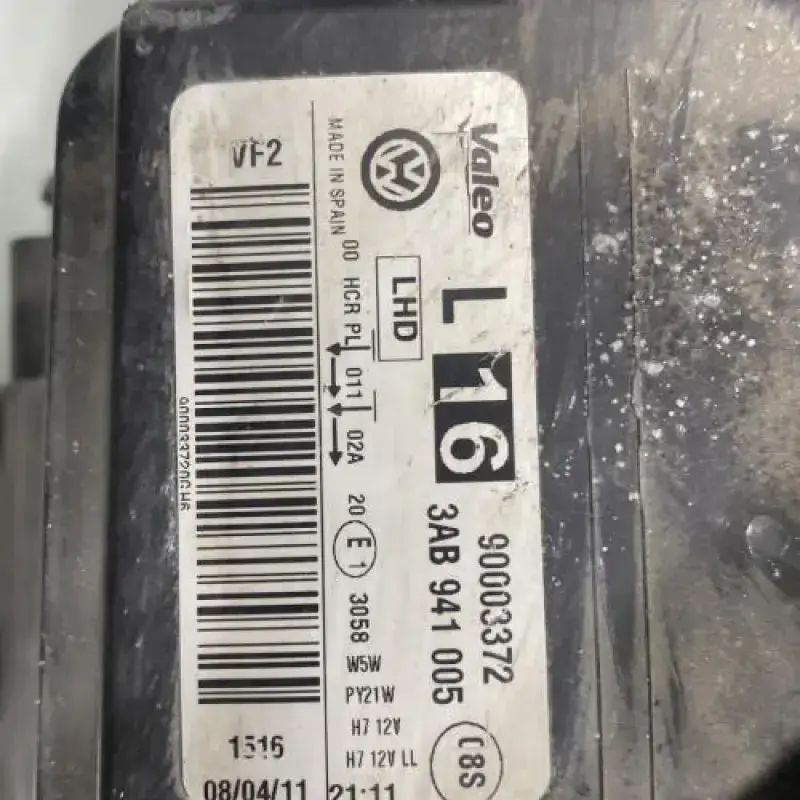 Valeo
L 16
90003372
3AB 941 005
08S
LHD
MADE IN SPAIN
00 HCR PL 011 02A 20 E1 3058
W5W
PY21W
H7 12V
H7 12V LL
VF2
1516
08/04/11 21:11